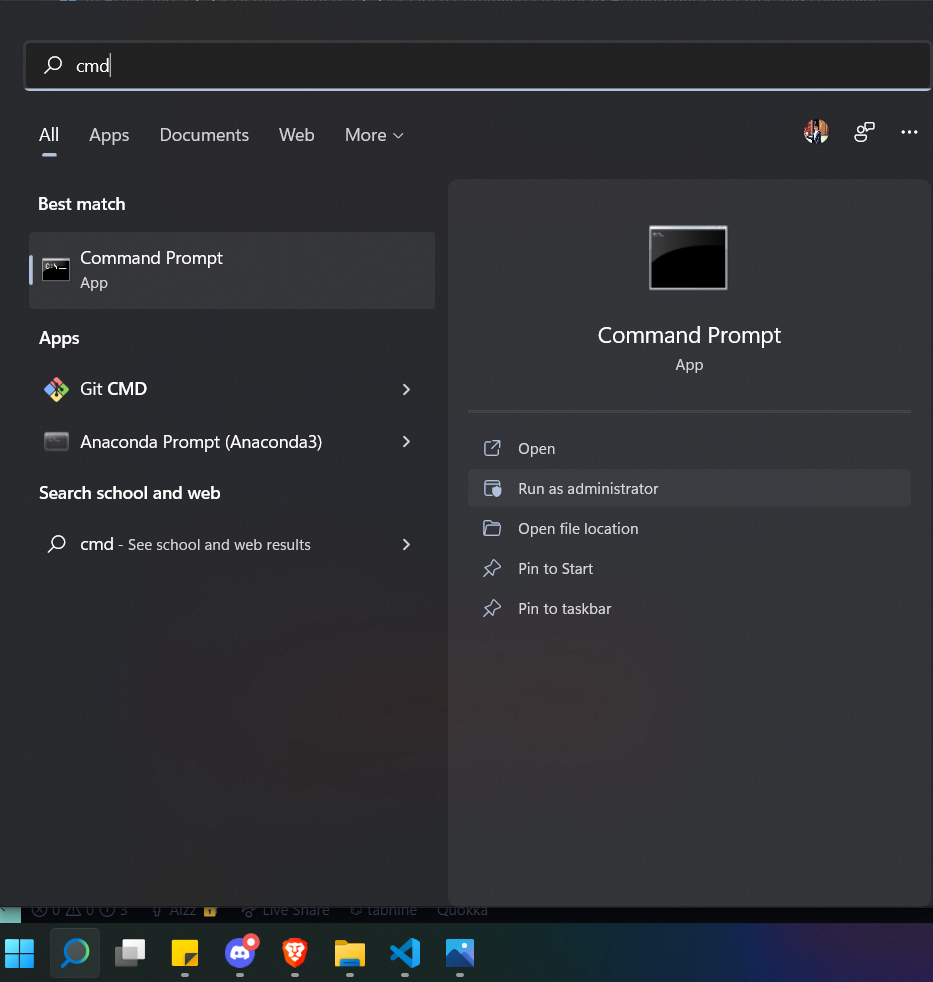 cmd
All Apps Documents Web More
Best match
Command Prompt
App
Apps
Git CMD
Anaconda Prompt (Anaconda3)
Search school and web
cmd - See school and web results
Command Prompt
App
Open
Run as administrator
Open file location
Pin to Start
Pin to taskbar
0 0 3 Aizz Live Share tabnine Quokka